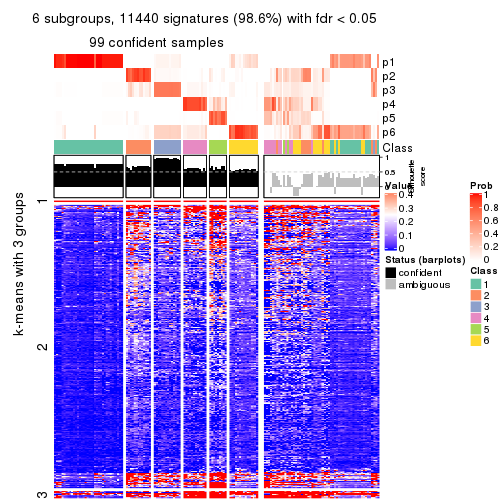 6 subgroups, 11440 signatures (98.6%) with fdr < 0.05
99 confident samples
p1
p2
p3
p4
p5
p6
Class
1
0.5
0
silhouette
score
k-means with 3 groups
1
2
3
Value
0.4
0.3
0.2
0.1
0
Status (barplots)
confident
ambiguous
Prob
1
0.8
0.6
0.4
0.2
0
Class
1
2
3
4
5
6